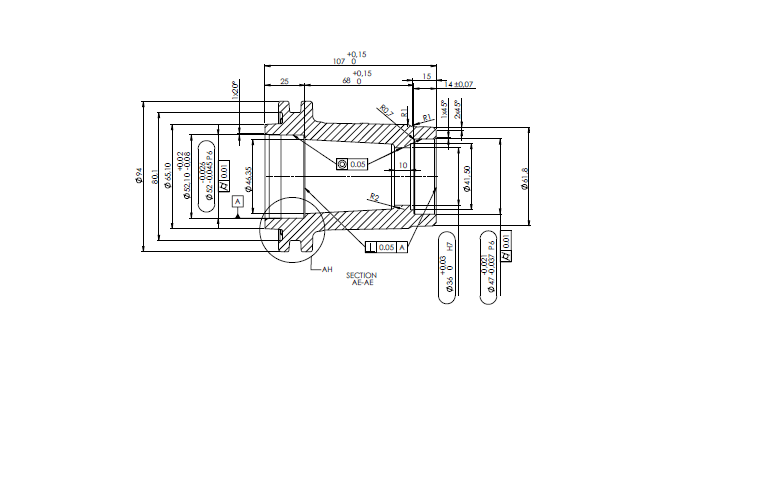 +0,15
107 0
+0,15
25
68 0
15
14 ±0,07
1x20°
R0.7
R1
R1
1x45°
2x45°
⌀94
80.1
⌀65,10
+0.02
⌀52,10 -0.08
-0.026
⌀52 -0.045 P6
0.01
A
⌀46,35
0.05
10
⌀41,50
⌀61.8
R2
0.05 A
AH
SECTION
AE-AE
+0.03
⌀36 0 H7
-0.021
⌀47 -0.037 P6
0.01